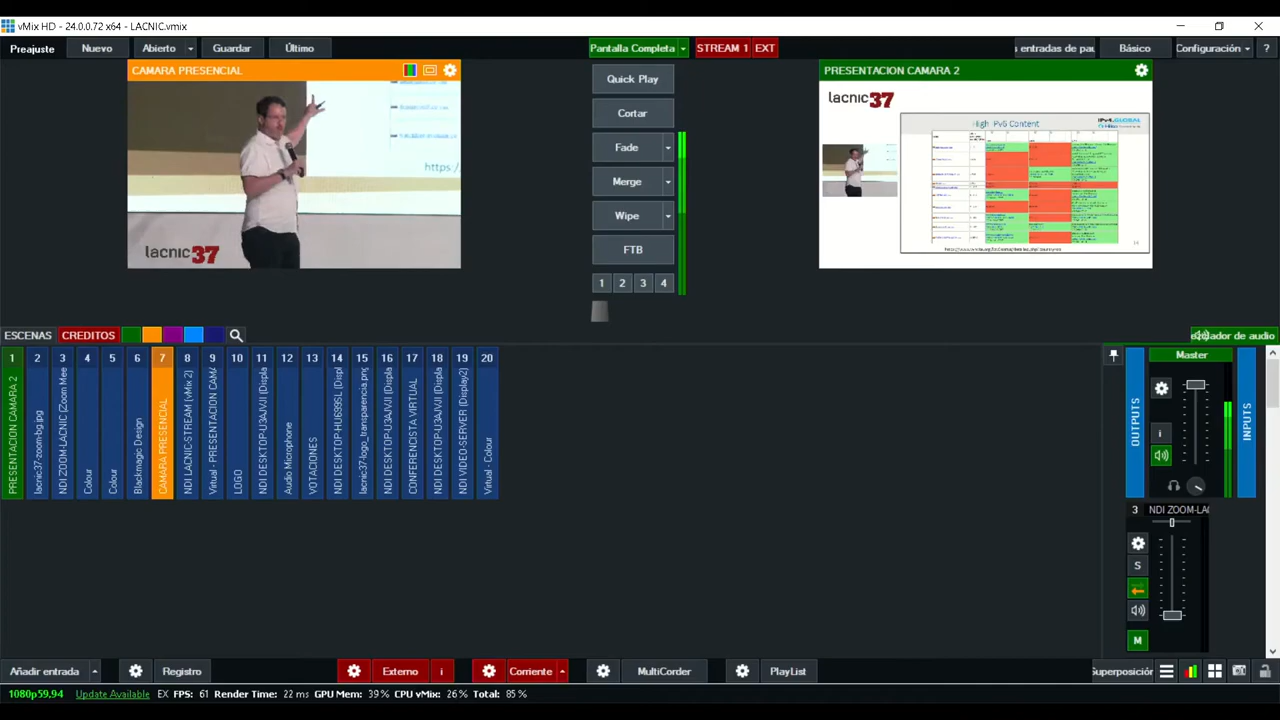 vMix HD - 24.0.0.72 x64 - LACNIC.vmix
Preajuste
Nuevo
Abierto
Guardar
Último
Pantalla Completa
STREAM 1
EXT
s entradas de pau
Básico
Configuración
?
CAMARA PRESENCIAL
https:/
lacnic37
Quick Play
Cortar
Fade
Merge
Wipe
FTB
1
2
3
4
PRESENTACION CAMARA 2
lacnic37
High IPv6 Content
IPv6.GLOBAL
ESCENAS
CREDITOS
1
PRESENTACION CAMARA 2
2
lacnic37-zoom-bg.jpg
3
NDI ZOOM-LACNIC (Zoom Mee
4
Colour
5
Colour
6
Blackmagic Design
7
CAMARA PRESENCIAL
8
NDI LACNIC-STREAM (vMix 2)
9
Virtual - PRESENTACION CAMA
10
LOGO
11
NDI DESKTOP-U3AJVJI (Displa
12
Audio Microphone
13
VOTACIONES
14
NDI DESKTOP-HU699SL (Displ
15
lacnic37-logo_transparencia.png
16
NDI DESKTOP-U3AJVJI (Displa
17
CONFERENCISTA VIRTUAL
18
NDI DESKTOP-U3AJVJI (Displa
19
NDI VIDEO-SERVER (Display2)
20
Virtual - Colour
de audio
OUTPUTS
Master
i
INPUTS
3
NDI ZOOM-LAC
S
M
Añadir entrada
Registro
Externo
i
Corriente
MultiCorder
PlayList
Superposición
1080p59.94
Update Available
EX
FPS: 61
Render Time: 22 ms
GPU Mem: 39 %
CPU vMix: 26 %
Total: 85 %